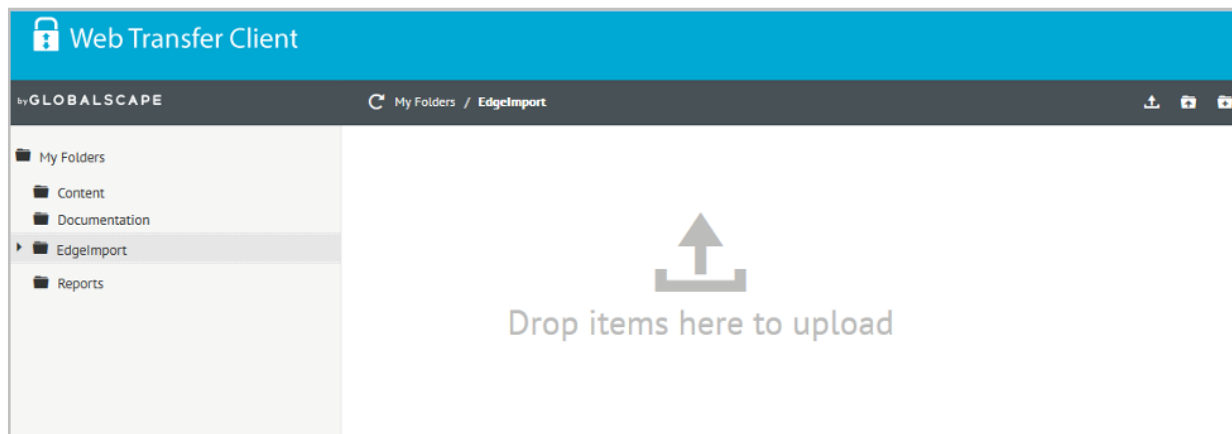 Web Transfer Client
by GLOBALSCAPE
My Folders / EdgeImport
My Folders
Content
Documentation
EdgeImport
Reports
Drop items here to upload